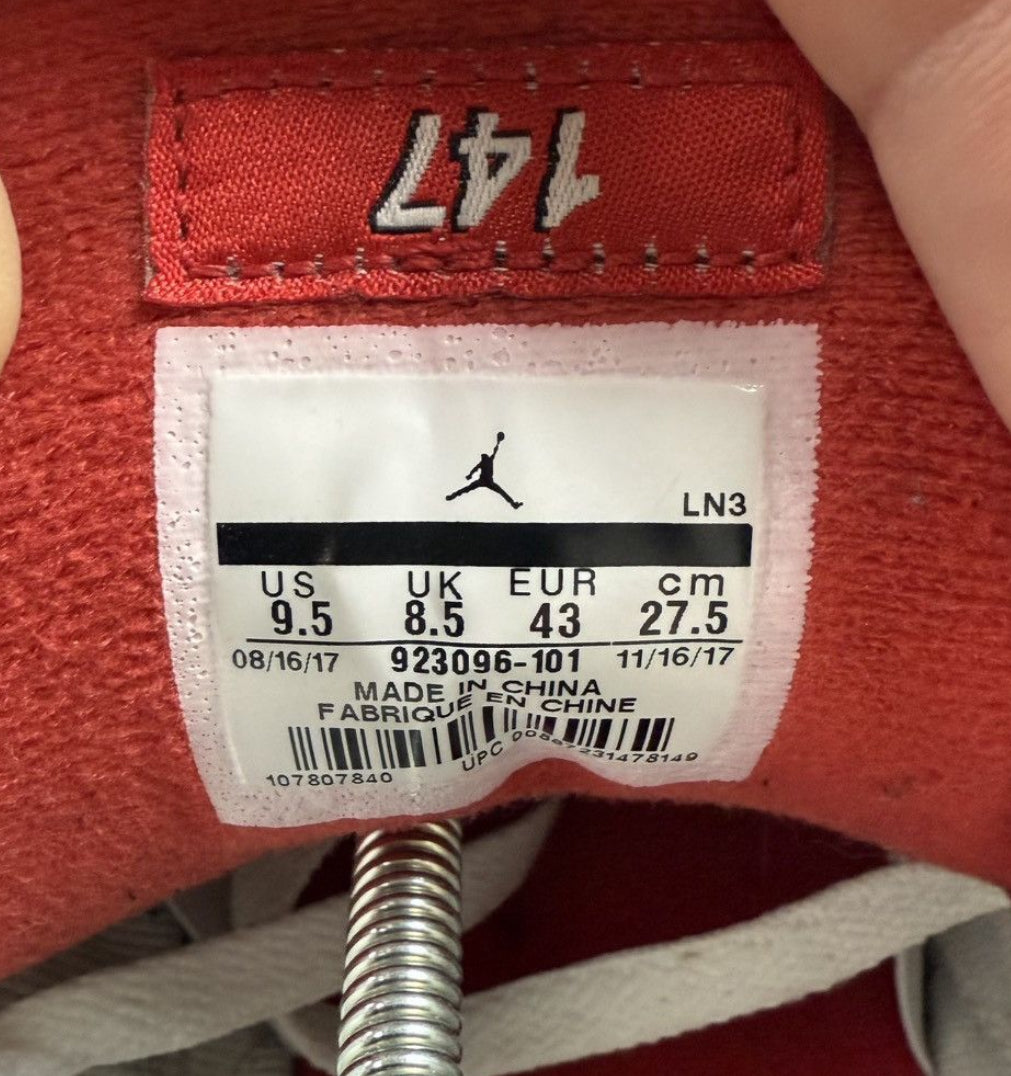 147
LN3
US UK EUR cm
9.5 8.5 43 27.5
08/16/17 923096-101 11/16/17
MADE IN CHINA
FABRIQUE EN CHINE
107807840 UPC